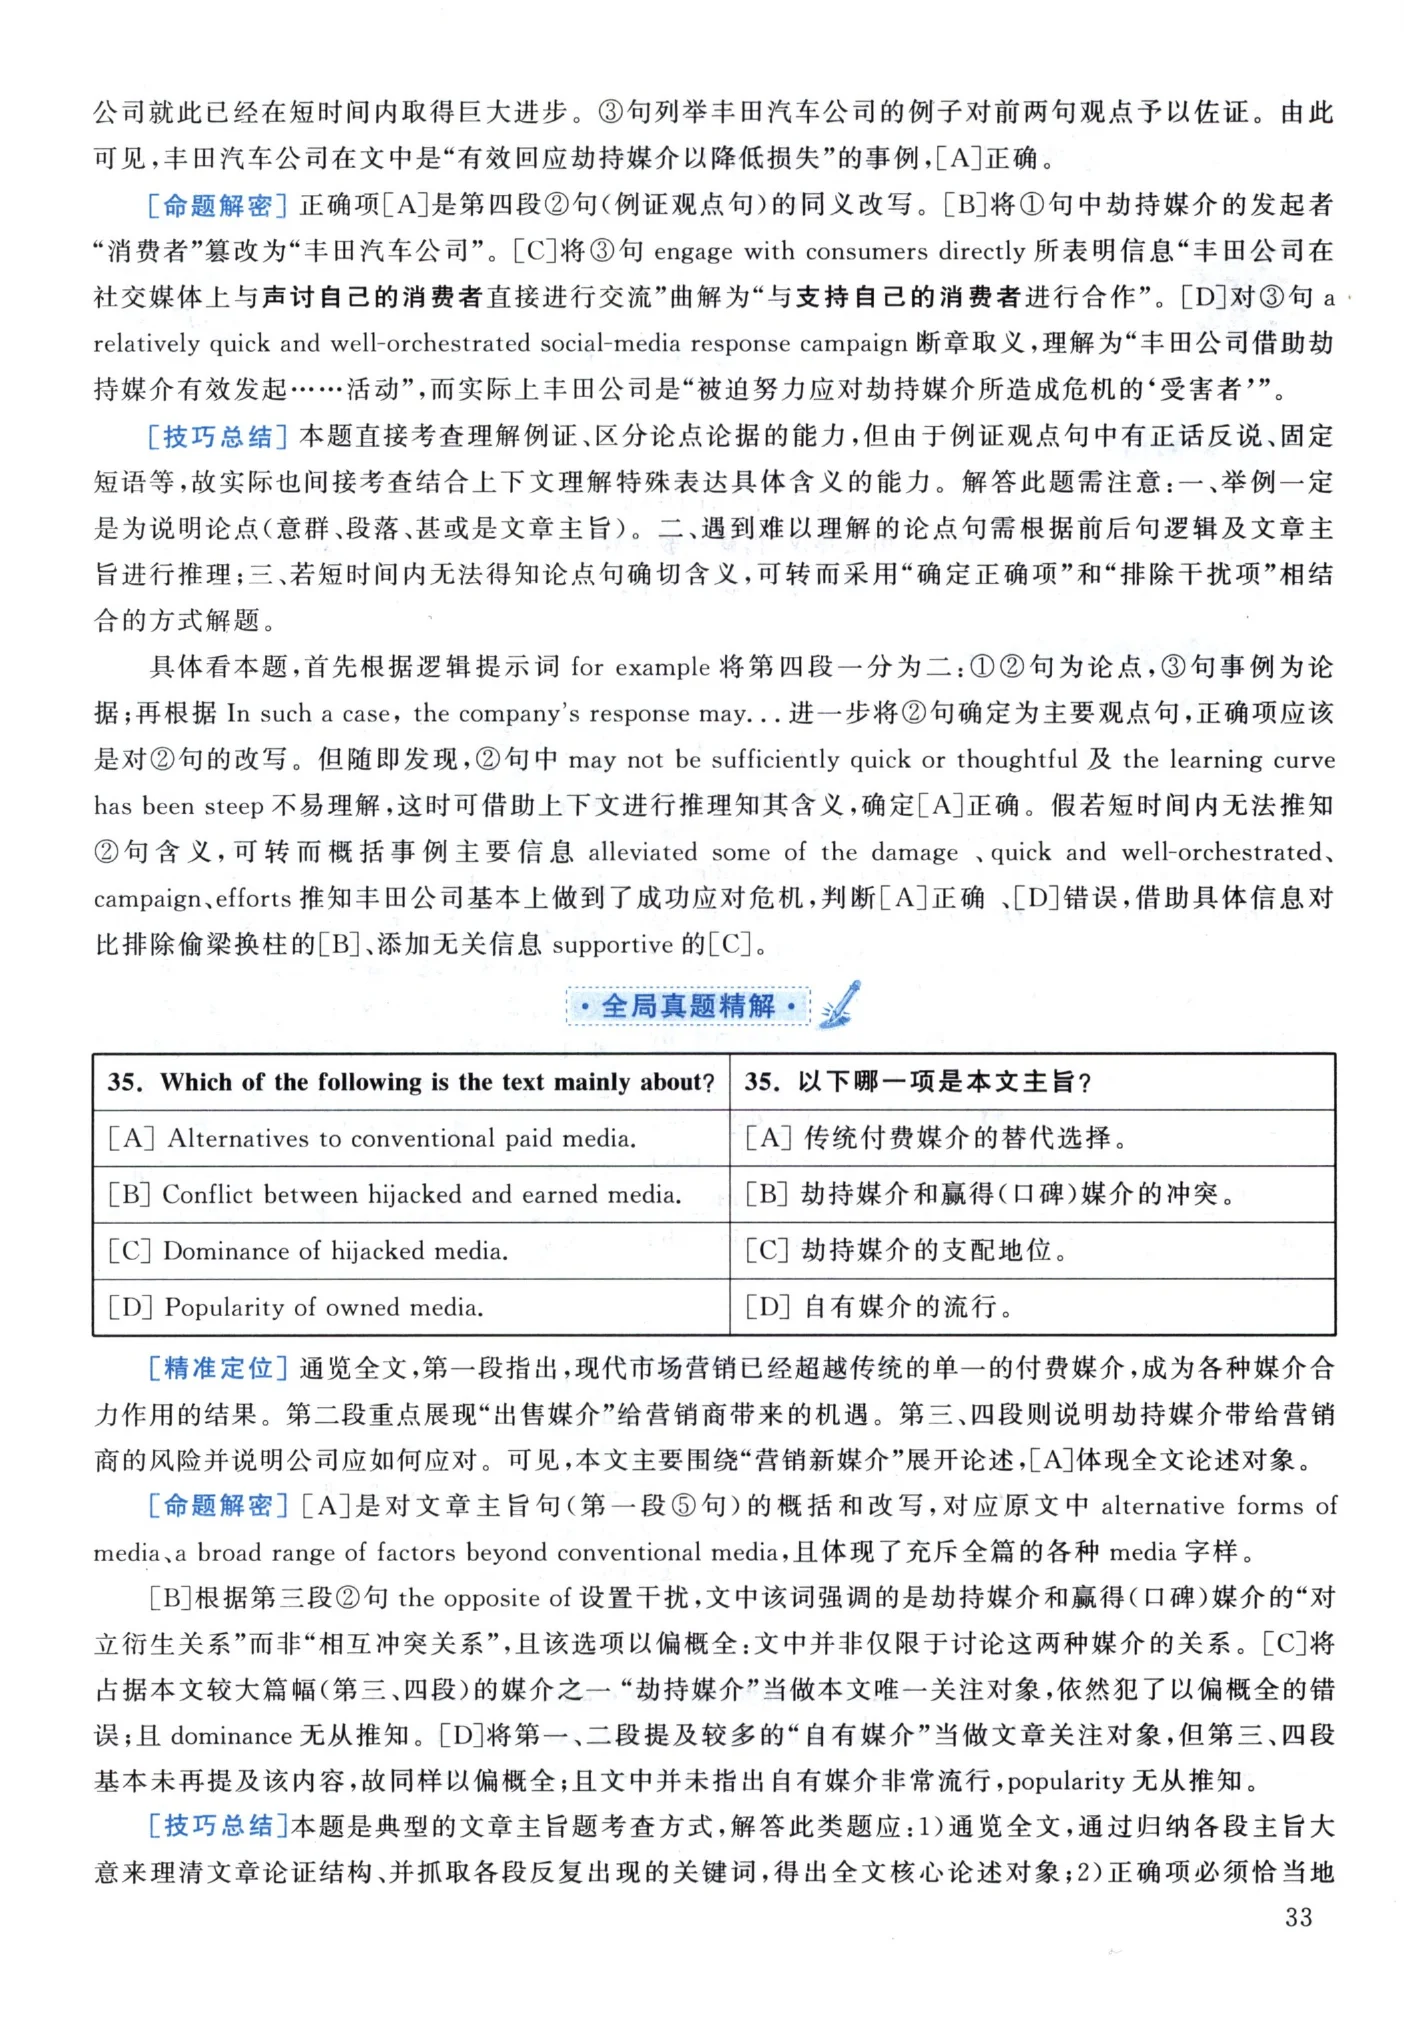 公司就此已经在短时间内取得巨大进步。③句列举丰田汽车公司的例子对前两句观点予以佐证。由此
可见,丰田汽车公司在文中是“有效回应劫持媒介以降低损失”的事例,[A]正确。
[命题解密] 正确项[A]是第四段②句(例证观点句)的同义改写。[B]将①句中劫持媒介的发起者
“消费者”篡改为“丰田汽车公司”。[C]将③句 engage with consumers directly 所表明信息“丰田公司在
社交媒体上与声讨自己的消费者直接进行交流”曲解为“与支持自己的消费者进行合作”。[D]对③句 a
relatively quick and well-orchestrated social-media response campaign 断章取义,理解为“丰田公司借助劫
持媒介有效发起……活动”,而实际上丰田公司是“被迫努力应对劫持媒介所造成危机的‘受害者’”。
[技巧总结] 本题直接考查理解例证、区分论点论据的能力,但由于例证观点句中有正话反说、固定
短语等,故实际也间接考查结合上下文理解特殊表达具体含义的能力。解答此题需注意:一、举例一定
是为说明论点(意群、段落、甚或是文章主旨)。二、遇到难以理解的论点句需根据前后句逻辑及文章主
旨进行推理;三、若短时间内无法得知论点句确切含义,可转而采用“确定正确项”和“排除干扰项”相结
合的方式解题。
具体看本题,首先根据逻辑提示词 for example 将第四段一分为二:①②句为论点,③句事例为论
据;再根据 In such a case, the company's response may... 进一步将②句确定为主要观点句,正确项应该
是对②句的改写。但随即发现,②句中 may not be sufficiently quick or thoughtful 及 the learning curve
has been steep 不易理解,这时可借助上下文进行推理知其含义,确定[A]正确。假若短时间内无法推知
②句含义,可转而概括事例主要信息 alleviated some of the damage 、quick and well-orchestrated、
campaign、efforts 推知丰田公司基本上做到了成功应对危机,判断[A]正确 、[D]错误,借助具体信息对
比排除偷梁换柱的[B]、添加无关信息 supportive 的[C]。
·全局真题精解·
35. Which of the following is the text mainly about?
35. 以下哪一项是本文主旨?
[A] Alternatives to conventional paid media.
[A] 传统付费媒介的替代选择。
[B] Conflict between hijacked and earned media.
[B] 劫持媒介和赢得(口碑)媒介的冲突。
[C] Dominance of hijacked media.
[C] 劫持媒介的支配地位。
[D] Popularity of owned media.
[D] 自有媒介的流行。
[精准定位] 通览全文,第一段指出,现代市场营销已经超越传统的单一的付费媒介,成为各种媒介合
力作用的结果。第二段重点展现“出售媒介”给营销商带来的机遇。第三、四段则说明劫持媒介带给营销
商的风险并说明公司应如何应对。可见,本文主要围绕“营销新媒介”展开论述,[A]体现全文论述对象。
[命题解密] [A]是对文章主旨句(第一段⑤句)的概括和改写,对应原文中 alternative forms of
media、a broad range of factors beyond conventional media,且体现了充斥全篇的各种 media 字样。
[B]根据第三段②句 the opposite of 设置干扰,文中该词强调的是劫持媒介和赢得(口碑)媒介的“对
立衍生关系”而非“相互冲突关系”,且该选项以偏概全:文中并非仅限于讨论这两种媒介的关系。[C]将
占据本文较大篇幅(第三、四段)的媒介之一“劫持媒介”当做本文唯一关注对象,依然犯了以偏概全的错
误;且 dominance 无从推知。[D]将第一、二段提及较多的“自有媒介”当做文章关注对象,但第三、四段
基本未再提及该内容,故同样以偏概全;且文中并未指出自有媒介非常流行,popularity 无从推知。
[技巧总结]本题是典型的文章主旨题考查方式,解答此类题应:1)通览全文,通过归纳各段主旨大
意来理清文章论证结构、并抓取各段反复出现的关键词,得出全文核心论述对象;2)正确项必须恰当地
33